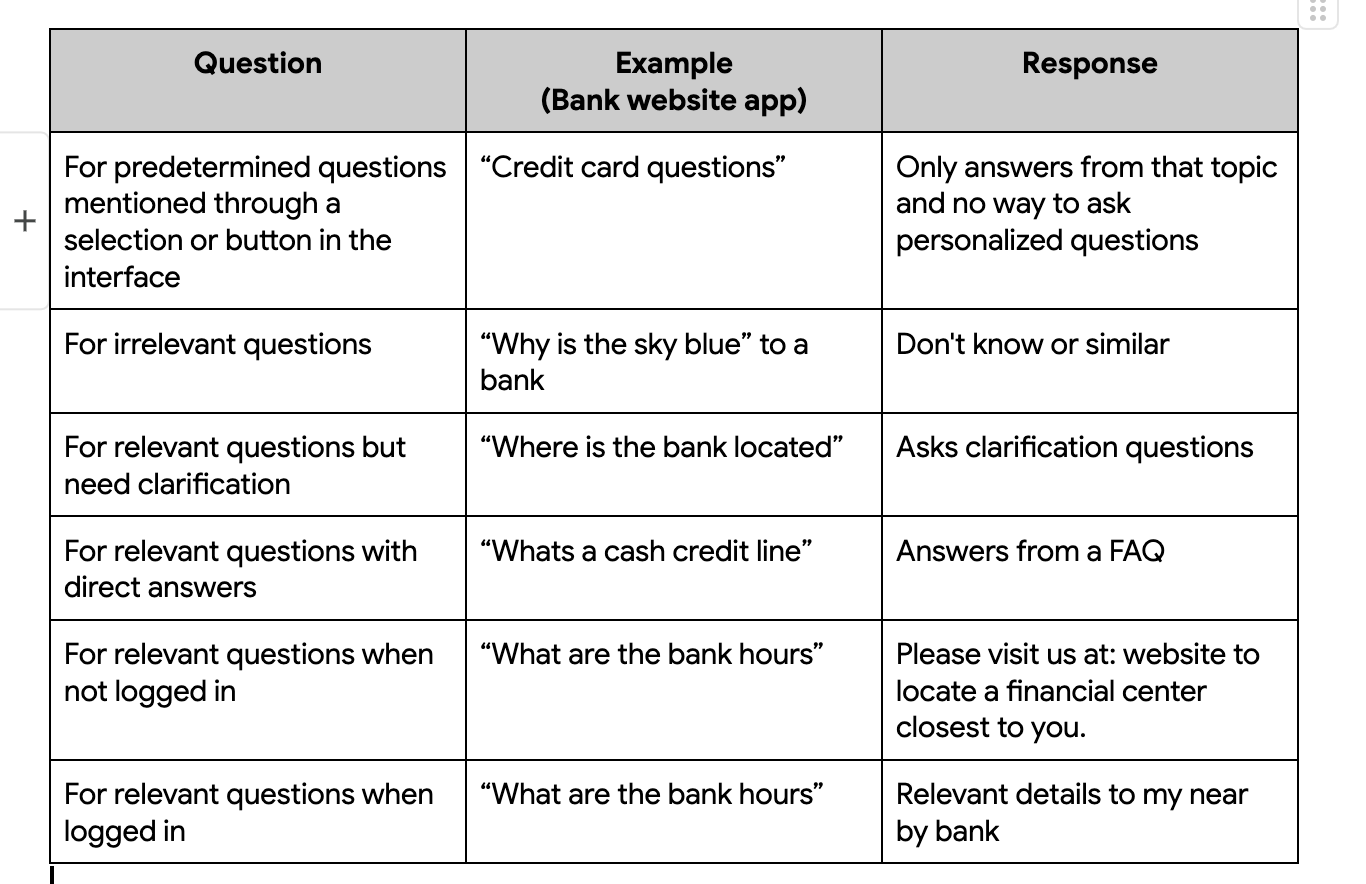 Question
Example
(Bank website app)
Response
For predetermined questions
mentioned through a
selection or button in the
interface
“Credit card questions”
Only answers from that topic
and no way to ask
personalized questions
For irrelevant questions
“Why is the sky blue” to a
bank
Don't know or similar
For relevant questions but
need clarification
“Where is the bank located”
Asks clarification questions
For relevant questions with
direct answers
“Whats a cash credit line”
Answers from a FAQ
For relevant questions when
not logged in
“What are the bank hours”
Please visit us at: website to
locate a financial center
closest to you.
For relevant questions when
logged in
“What are the bank hours”
Relevant details to my near
by bank